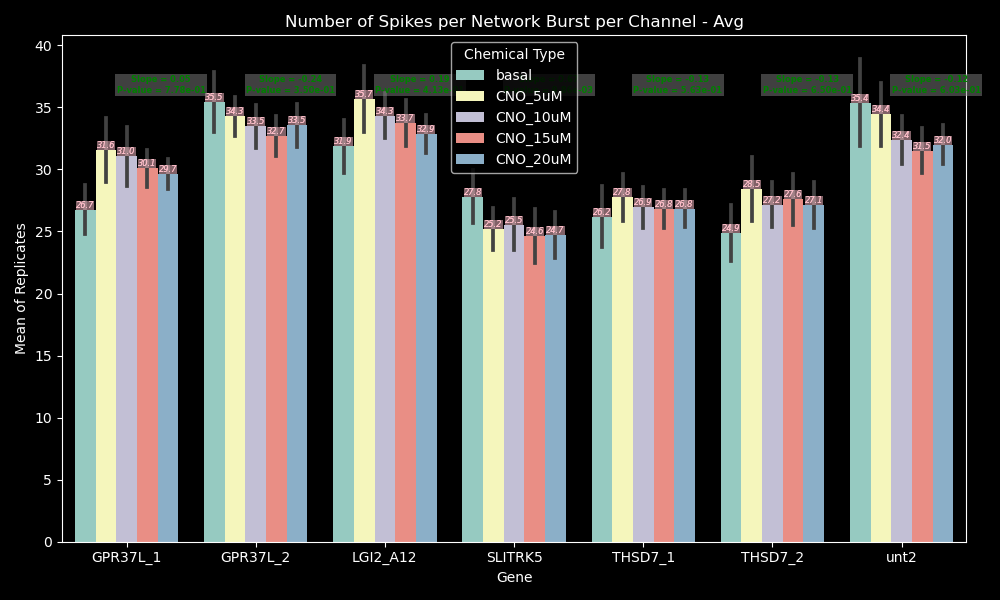 Number of Spikes per Network Burst per Channel - Avg
Chemical Type
basal
CNO_5uM
CNO_10uM
CNO_15uM
CNO_20uM
Mean of Replicates
40
35
30
25
20
15
10
5
0
26.7
31.6
31.0
30.1
29.7
35.5
34.3
33.5
32.7
33.5
31.9
35.7
34.3
33.7
32.9
27.8
25.2
25.5
24.6
24.7
26.2
27.8
26.9
26.8
26.8
24.9
28.5
27.2
27.6
27.1
35.4
34.4
32.4
31.5
32.0
GPR37L_1
GPR37L_2
LGI2_A12
SLITRK5
THSD7_1
THSD7_2
unt2
Gene